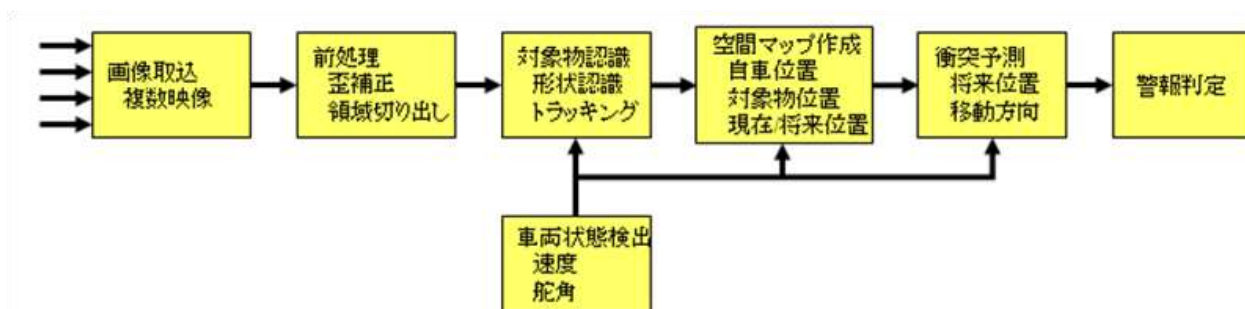 画像取込
複数映像
前処理
歪補正
領域切り出し
対象物認識
形状認識
トラッキング
空間マップ作成
自車位置
対象物位置
現在/将来位置
衝突予測
将来位置
移動方向
警報判定
車両状態検出
速度
舵角